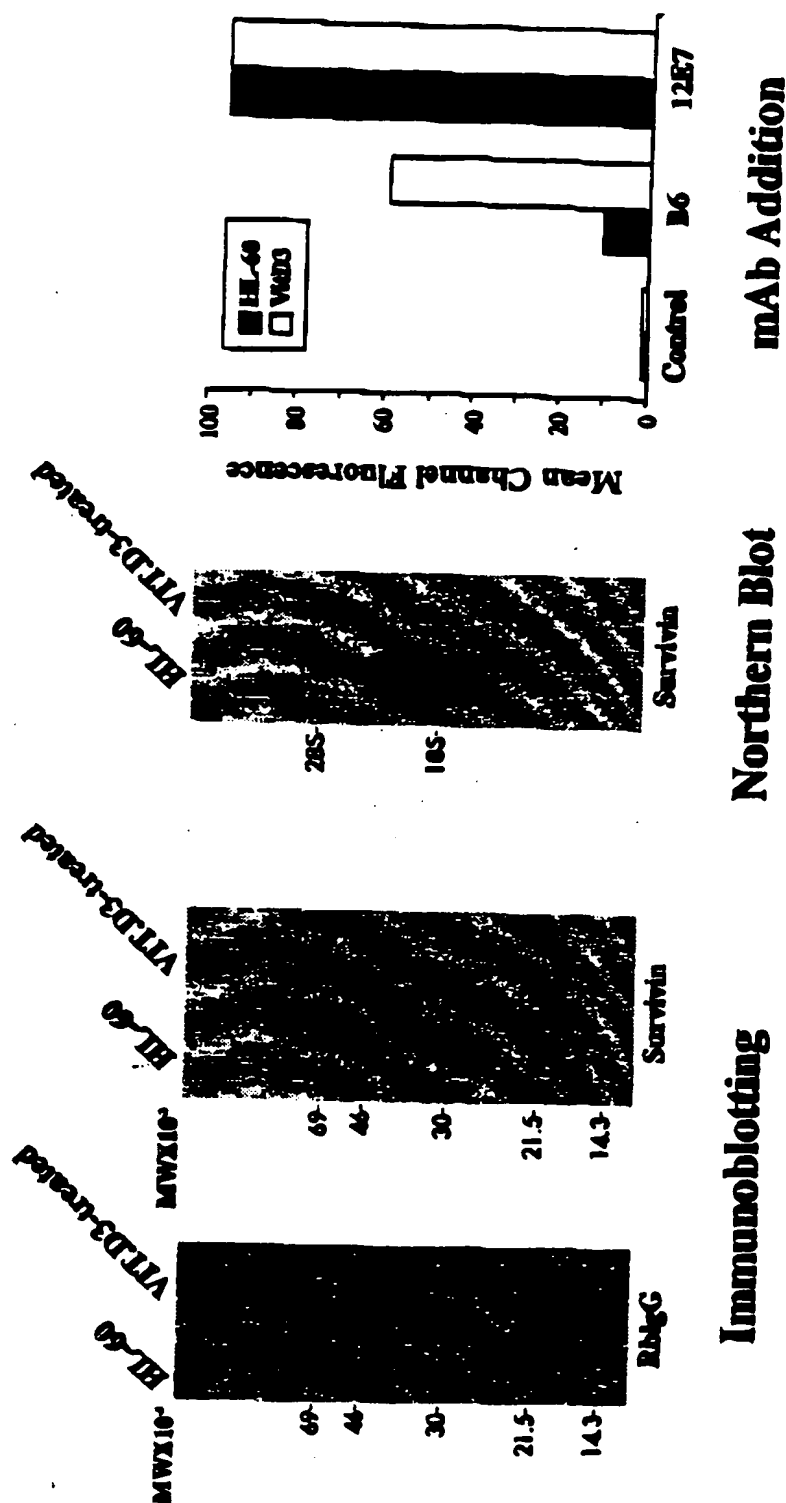 HL-60
VIT.D3-treated
MWX10-3
69-
46-
30-
21.5-
14.3-
RbIgG
HL-60
VIT.D3-treated
MWX10-3
69-
46-
30-
21.5-
14.3-
Survivin
Immunoblotting
HL-60
VIT.D3-treated
28S-
18S-
Survivin
Northern Blot
Mean Channel Fluorescence
100
80
60
40
20
0
HL-60
VitD3
Control
B6
12E7
mAb Addition